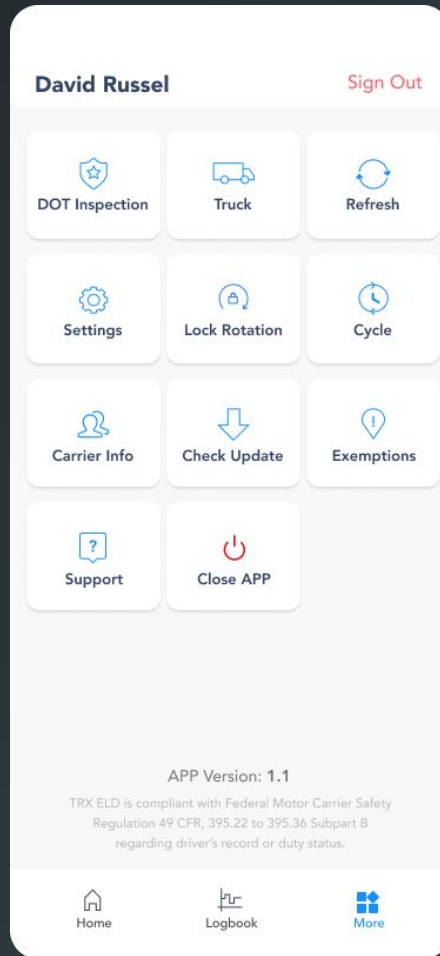 David Russel
Sign Out
DOT Inspection
Truck
Refresh
Settings
Lock Rotation
Cycle
Carrier Info
Check Update
Exemptions
?
Support
!
Close APP
APP Version: 1.1
TRX ELD is compliant with Federal Motor Carrier Safety
Regulation 49 CFR, 395.22 to 395.36 Subpart B
regarding driver's record or duty status.
Home
Logbook
More